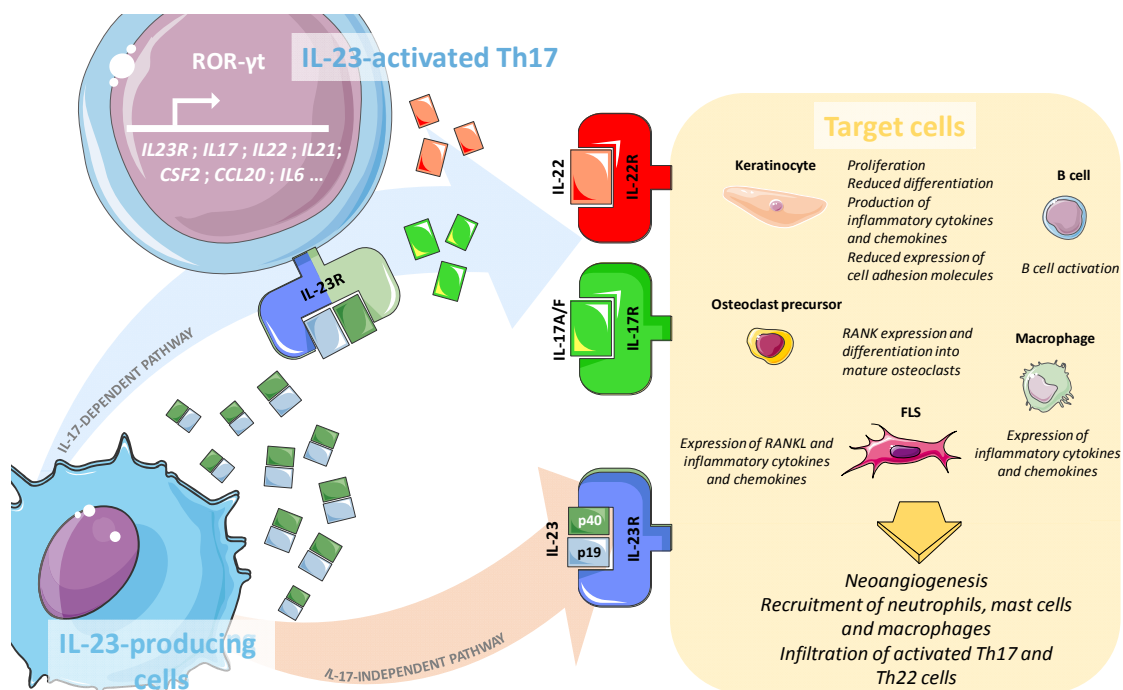 IL-23-activated Th17
ROR-γt
IL23R ; IL17 ; IL22 ; IL21;
CSF2 ; CCL20 ; IL6 ...
IL-23R
IL-17-DEPENDENT PATHWAY
IL-23-producing
cells
IL-17-INDEPENDENT PATHWAY
IL-22
IL-22R
IL-17A/F
IL-17R
IL-23
p40
p19
IL-23R
Target cells
Keratinocyte
Proliferation
Reduced differentiation
Production of
inflammatory cytokines
and chemokines
Reduced expression of
cell adhesion molecules
B cell
B cell activation
Osteoclast precursor
RANK expression and
differentiation into
mature osteoclasts
Macrophage
Expression of
inflammatory cytokines
and chemokines
FLS
Expression of RANKL and
inflammatory cytokines
and chemokines
Neoangiogenesis
Recruitment of neutrophils, mast cells
and macrophages
Infiltration of activated Th17 and
Th22 cells